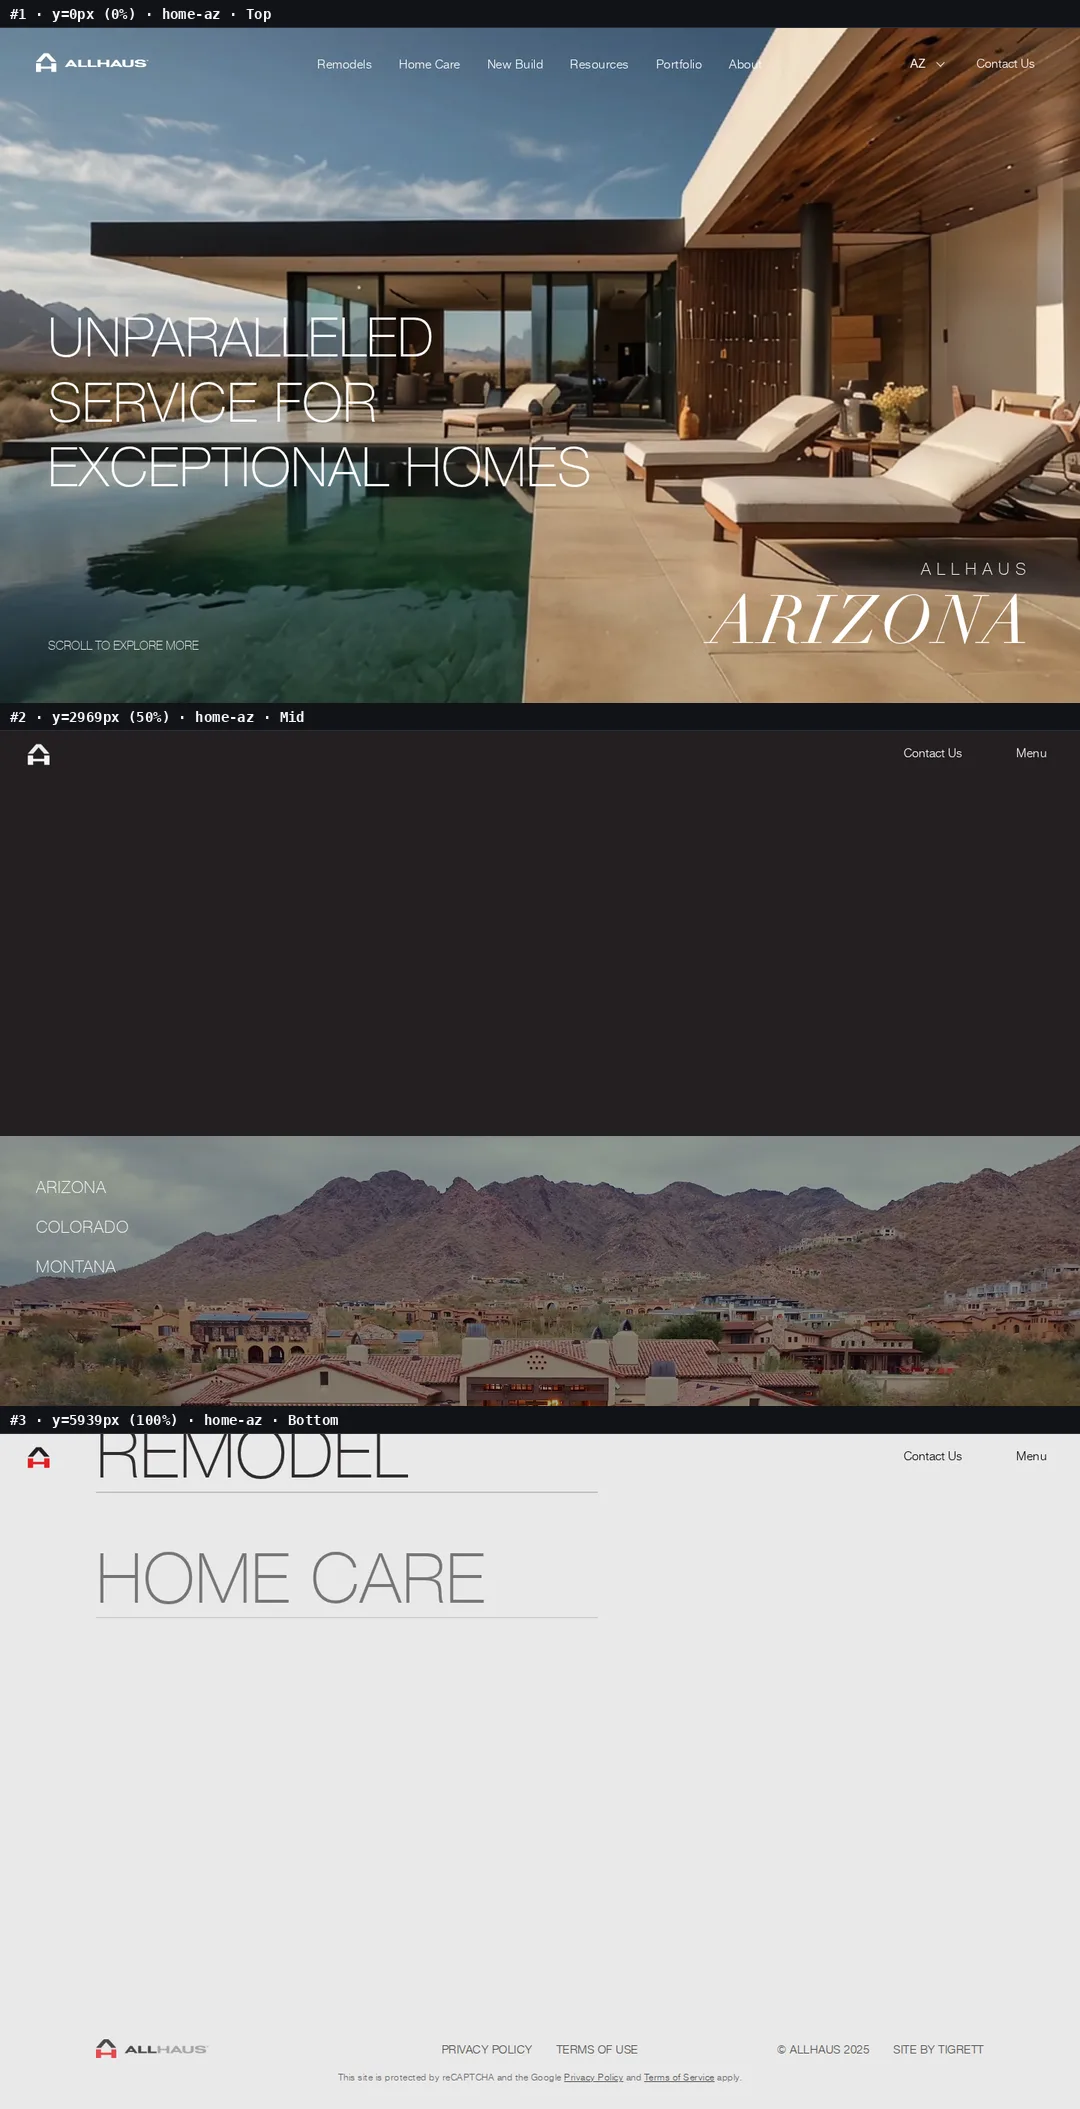 #1 · y=0px (0%) · home-az · Top
ALLHAUS
Remodels Home Care New Build Resources Portfolio About
AZ Contact Us
UNPARALLELED
SERVICE FOR
EXCEPTIONAL HOMES
ALLHAUS
ARIZONA
SCROLL TO EXPLORE MORE
#2 · y=2969px (50%) · home-az · Mid
Contact Us Menu
ARIZONA
COLORADO
MONTANA
#3 · y=5939px (100%) · home-az · Bottom
REMODEL
Contact Us Menu
HOME CARE
ALLHAUS
PRIVACY POLICY TERMS OF USE
© ALLHAUS 2025 SITE BY TIGRETT
This site is protected by reCAPTCHA and the Google Privacy Policy and Terms of Service apply.